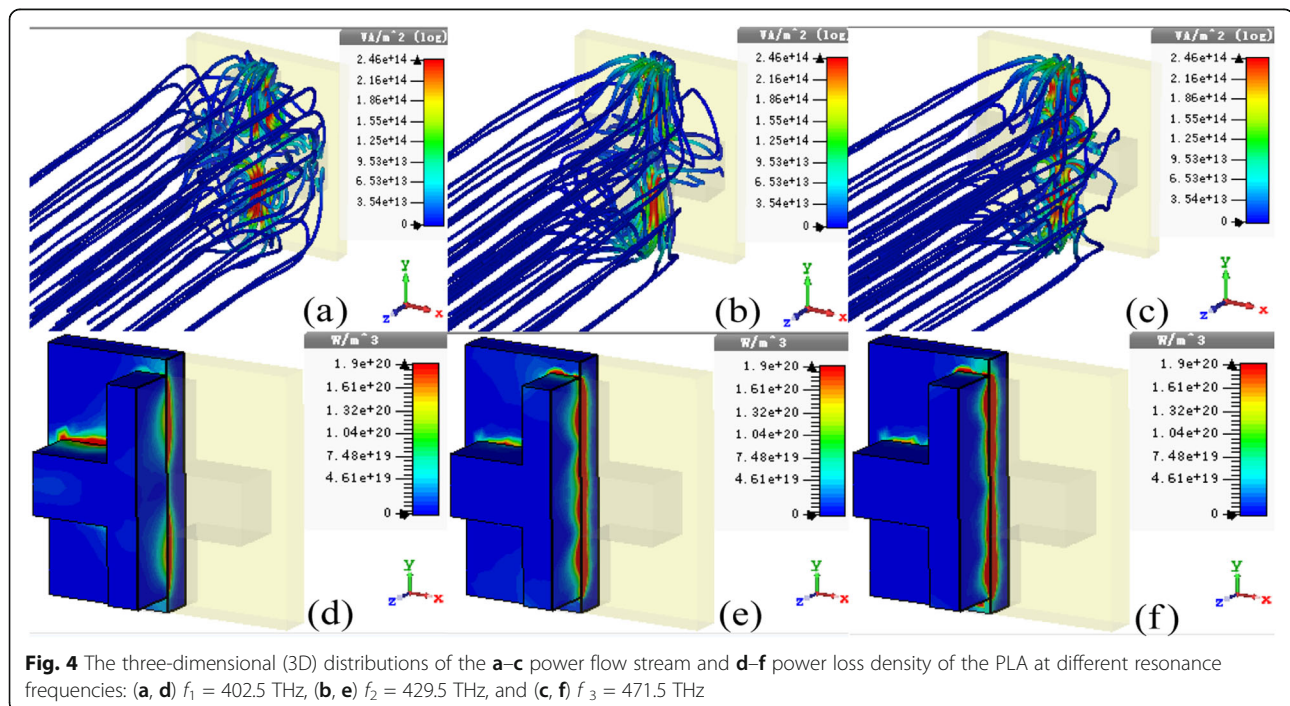 VA/m^2 (log)
2.46e+14
2.16e+14
1.86e+14
1.55e+14
1.25e+14
9.53e+13
6.53e+13
3.54e+13
0
y
z
x
(a)
VA/m^2 (log)
2.46e+14
2.16e+14
1.86e+14
1.55e+14
1.25e+14
9.53e+13
6.53e+13
3.54e+13
0
y
z
x
(b)
VA/m^2 (log)
2.46e+14
2.16e+14
1.86e+14
1.55e+14
1.25e+14
9.53e+13
6.53e+13
3.54e+13
0
y
z
x
(c)
W/m^3
1.9e+20
1.61e+20
1.32e+20
1.04e+20
7.48e+19
4.61e+19
0
y
z
x
(d)
W/m^3
1.9e+20
1.61e+20
1.32e+20
1.04e+20
7.48e+19
4.61e+19
0
y
z
x
(e)
W/m^3
1.9e+20
1.61e+20
1.32e+20
1.04e+20
7.48e+19
4.61e+19
0
y
z
x
(f)
Fig. 4 The three-dimensional (3D) distributions of the a–c power flow stream and d–f power loss density of the PLA at different resonance
frequencies: (a, d) f₁ = 402.5 THz, (b, e) f₂ = 429.5 THz, and (c, f) f ₃ = 471.5 THz